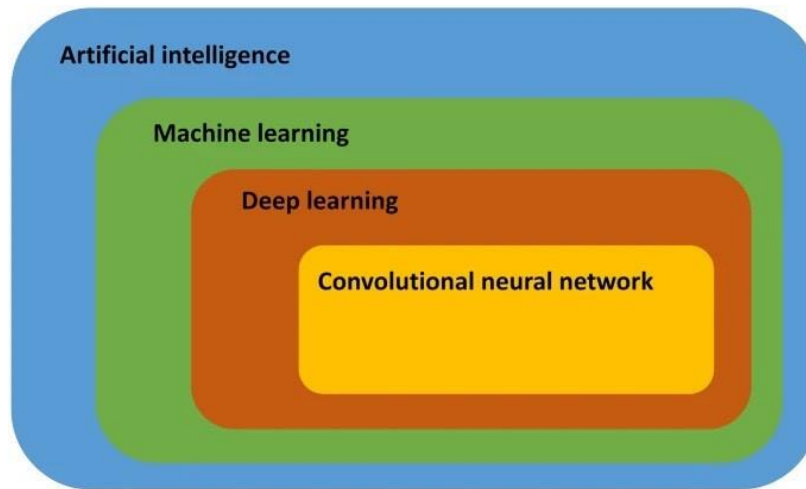 Artificial intelligence
Machine learning
Deep learning
Convolutional neural network